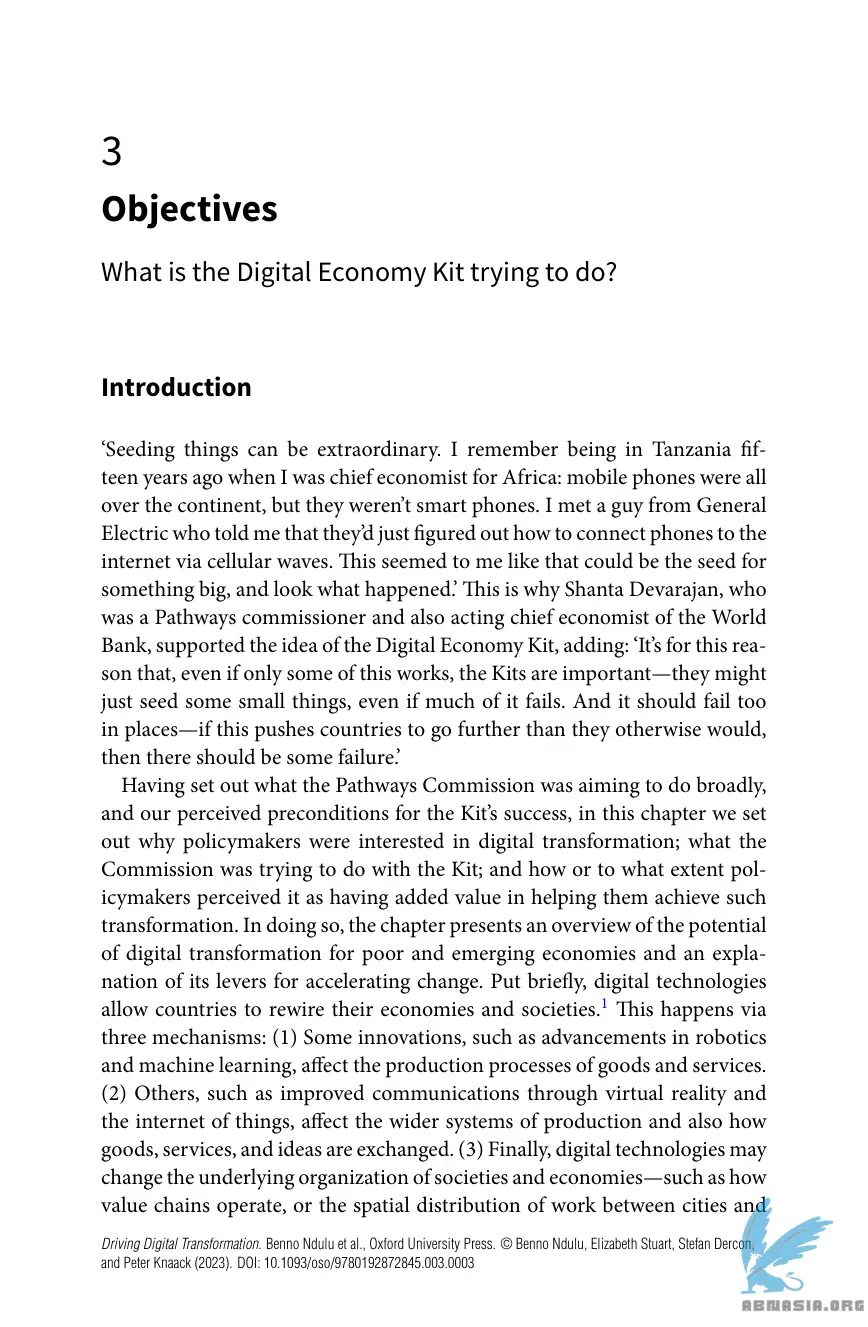 3
Objectives
What is the Digital Economy Kit trying to do?
Introduction
‘Seeding things can be extraordinary. I remember being in Tanzania fif-
teen years ago when I was chief economist for Africa: mobile phones were all
over the continent, but they weren’t smart phones. I met a guy from General
Electric who told me that they’d just figured out how to connect phones to the
internet via cellular waves. This seemed to me like that could be the seed for
something big, and look what happened.’ This is why Shanta Devarajan, who
was a Pathways commissioner and also acting chief economist of the World
Bank, supported the idea of the Digital Economy Kit, adding: ‘It’s for this rea-
son that, even if only some of this works, the Kits are important—they might
just seed some small things, even if much of it fails. And it should fail too
in places—if this pushes countries to go further than they otherwise would,
then there should be some failure.’
Having set out what the Pathways Commission was aiming to do broadly,
and our perceived preconditions for the Kit’s success, in this chapter we set
out why policymakers were interested in digital transformation; what the
Commission was trying to do with the Kit; and how or to what extent pol-
icymakers perceived it as having added value in helping them achieve such
transformation. In doing so, the chapter presents an overview of the potential
of digital transformation for poor and emerging economies and an expla-
nation of its levers for accelerating change. Put briefly, digital technologies
allow countries to rewire their economies and societies.1 This happens via
three mechanisms: (1) Some innovations, such as advancements in robotics
and machine learning, affect the production processes of goods and services.
(2) Others, such as improved communications through virtual reality and
the internet of things, affect the wider systems of production and also how
goods, services, and ideas are exchanged. (3) Finally, digital technologies may
change the underlying organization of societies and economies—such as how
value chains operate, or the spatial distribution of work between cities and
Driving Digital Transformation. Benno Ndulu et al., Oxford University Press. © Benno Ndulu, Elizabeth Stuart, Stefan Dercon,
and Peter Knaack (2023). DOI: 10.1093/oso/9780192872845.003.0003
ABNASIA.ORG